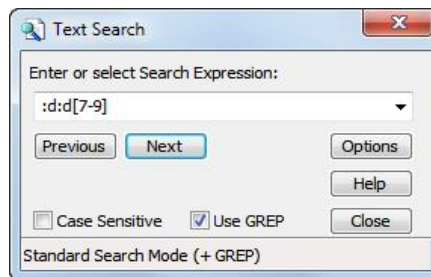 Text Search
Enter or select Search Expression:
:d:d[7-9]
Previous Next Options
Help
Case Sensitive Use GREP Close
Standard Search Mode (+ GREP)